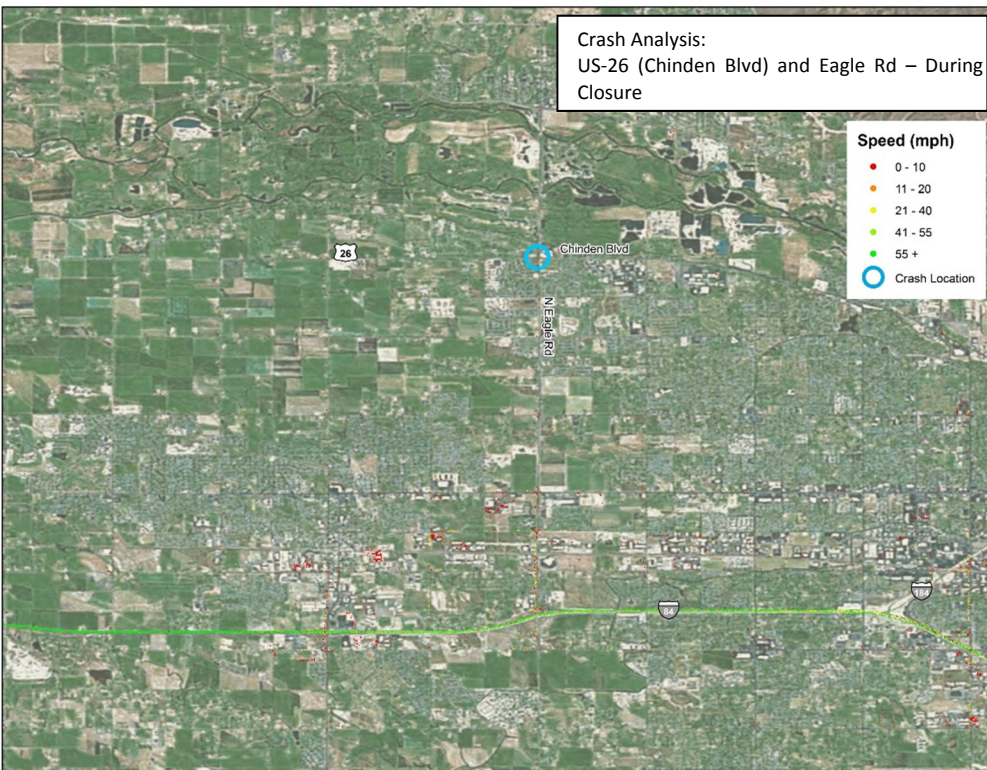 Crash Analysis:
US-26 (Chinden Blvd) and Eagle Rd – During
Closure
Speed (mph)
0 - 10
11 - 20
21 - 40
41 - 55
55 +
Crash Location
26
Chinden Blvd
N Eagle Rd
184
84